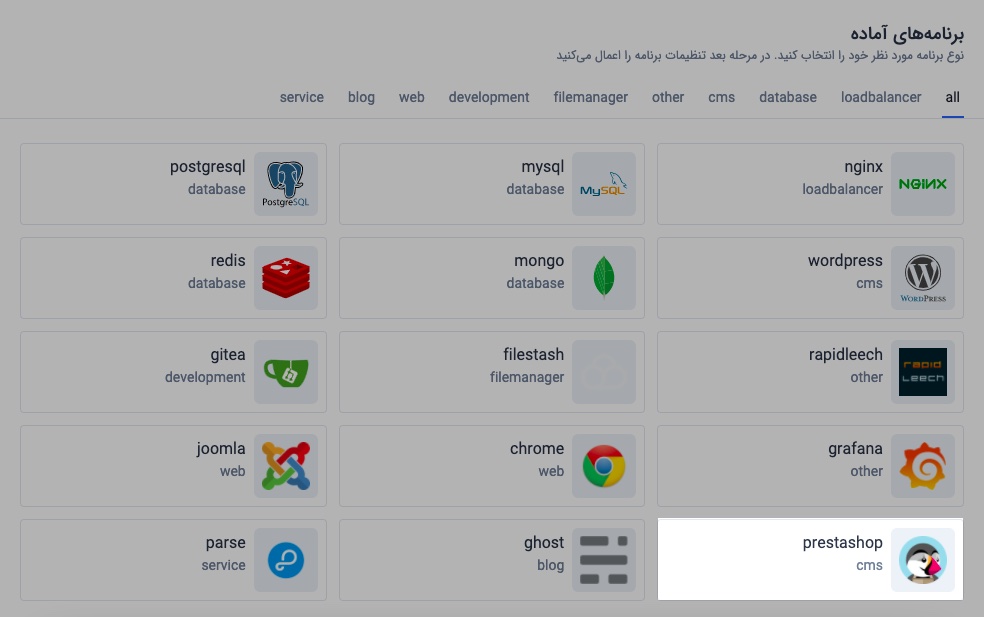 برنامه‌های آماده
نوع برنامه مورد نظر خود را انتخاب کنید. در مرحله بعد تنظیمات برنامه را اعمال می‌کنید
all loadbalancer database cms other filemanager development web blog service
nginx
loadbalancer
NGINX
mysql
database
MySQL
postgresql
database
PostgreSQL
wordpress
cms
WORDPRESS
mongo
database
redis
database
rapidleech
other
RAPID
LEECH
filestash
filemanager
gitea
development
grafana
other
chrome
web
joomla
web
prestashop
cms
ghost
blog
parse
service